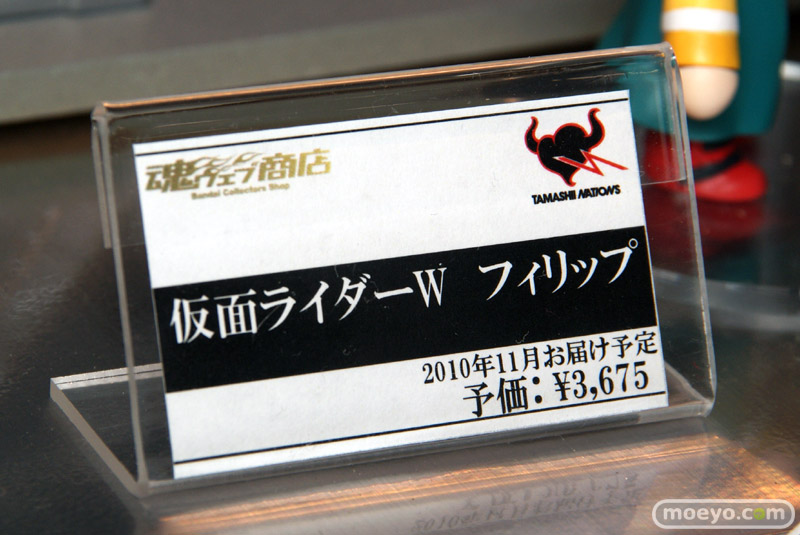 魂ウェブ商店
Bandai Collectors Shop
TAMASHII NATIONS
仮面ライダーW フィリップ
2010年11月お届け予定
予価：¥3,675
moeyo.com